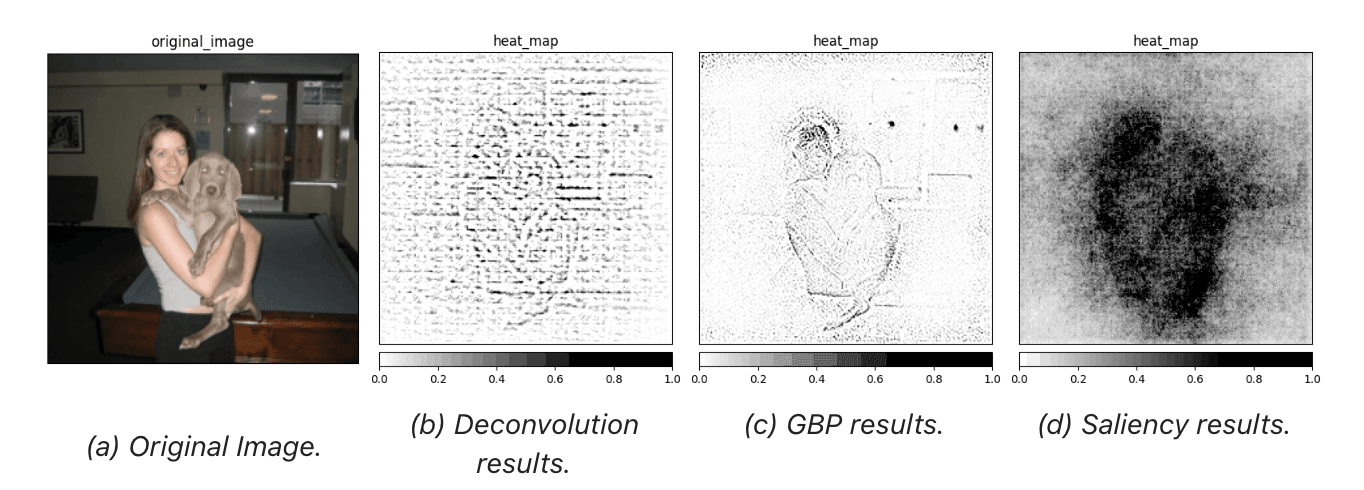 original_image
heat_map
heat_map
heat_map
0.0 0.2 0.4 0.6 0.8 1.0
0.0 0.2 0.4 0.6 0.8 1.0
0.0 0.2 0.4 0.6 0.8 1.0
(a) Original Image.
(b) Deconvolution
results.
(c) GBP results.
(d) Saliency results.